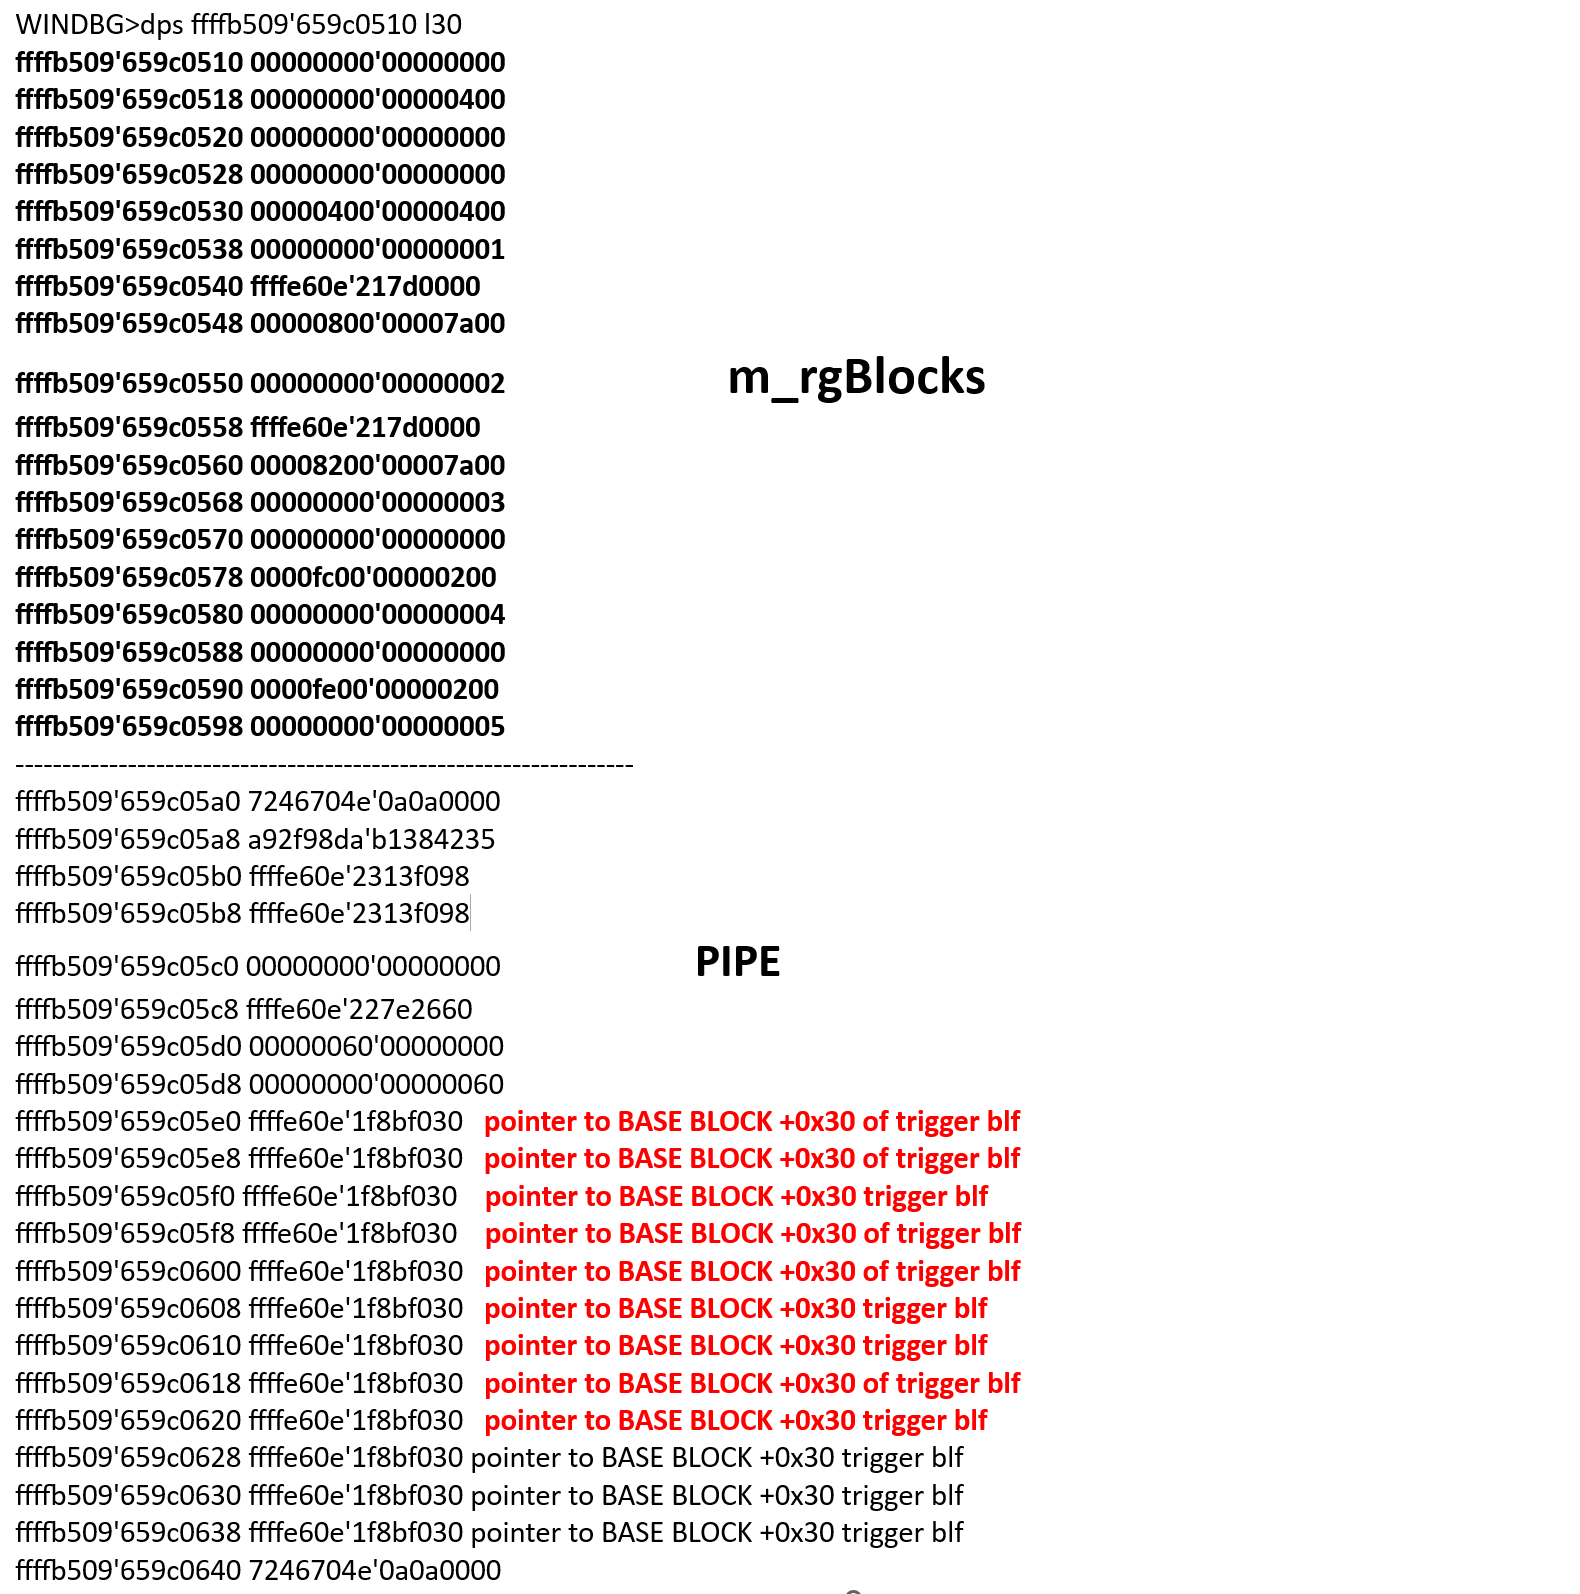 WINDBG>dps ffffb509'659c0510 l30
ffffb509'659c0510 00000000'00000000
ffffb509'659c0518 00000000'00000400
ffffb509'659c0520 00000000'00000000
ffffb509'659c0528 00000000'00000000
ffffb509'659c0530 00000400'00000400
ffffb509'659c0538 00000000'00000001
ffffb509'659c0540 ffffe60e'217d0000
ffffb509'659c0548 00000800'00007a00
ffffb509'659c0550 00000000'00000002 m_rgBlocks
ffffb509'659c0558 ffffe60e'217d0000
ffffb509'659c0560 00008200'00007a00
ffffb509'659c0568 00000000'00000003
ffffb509'659c0570 00000000'00000000
ffffb509'659c0578 0000fc00'00000200
ffffb509'659c0580 00000000'00000004
ffffb509'659c0588 00000000'00000000
ffffb509'659c0590 0000fe00'00000200
ffffb509'659c0598 00000000'00000005
------------------------------------------------------------------
ffffb509'659c05a0 7246704e'0a0a0000
ffffb509'659c05a8 a92f98da'b1384235
ffffb509'659c05b0 ffffe60e'2313f098
ffffb509'659c05b8 ffffe60e'2313f098
ffffb509'659c05c0 00000000'00000000 PIPE
ffffb509'659c05c8 ffffe60e'227e2660
ffffb509'659c05d0 00000060'00000000
ffffb509'659c05d8 00000000'00000060
ffffb509'659c05e0 ffffe60e'1f8bf030 pointer to BASE BLOCK +0x30 of trigger blf
ffffb509'659c05e8 ffffe60e'1f8bf030 pointer to BASE BLOCK +0x30 of trigger blf
ffffb509'659c05f0 ffffe60e'1f8bf030 pointer to BASE BLOCK +0x30 trigger blf
ffffb509'659c05f8 ffffe60e'1f8bf030 pointer to BASE BLOCK +0x30 of trigger blf
ffffb509'659c0600 ffffe60e'1f8bf030 pointer to BASE BLOCK +0x30 of trigger blf
ffffb509'659c0608 ffffe60e'1f8bf030 pointer to BASE BLOCK +0x30 trigger blf
ffffb509'659c0610 ffffe60e'1f8bf030 pointer to BASE BLOCK +0x30 trigger blf
ffffb509'659c0618 ffffe60e'1f8bf030 pointer to BASE BLOCK +0x30 of trigger blf
ffffb509'659c0620 ffffe60e'1f8bf030 pointer to BASE BLOCK +0x30 trigger blf
ffffb509'659c0628 ffffe60e'1f8bf030 pointer to BASE BLOCK +0x30 trigger blf
ffffb509'659c0630 ffffe60e'1f8bf030 pointer to BASE BLOCK +0x30 trigger blf
ffffb509'659c0638 ffffe60e'1f8bf030 pointer to BASE BLOCK +0x30 trigger blf
ffffb509'659c0640 7246704e'0a0a0000